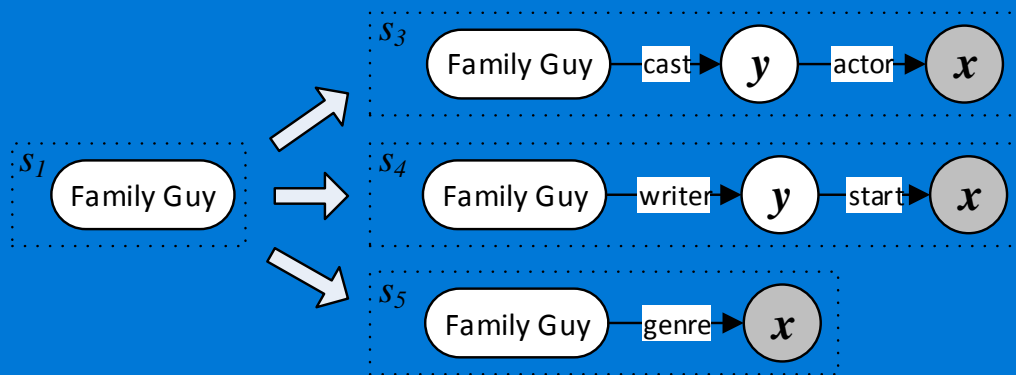 s3 Family Guy cast y actor x
s1 Family Guy
s4 Family Guy writer y start x
s5 Family Guy genre x